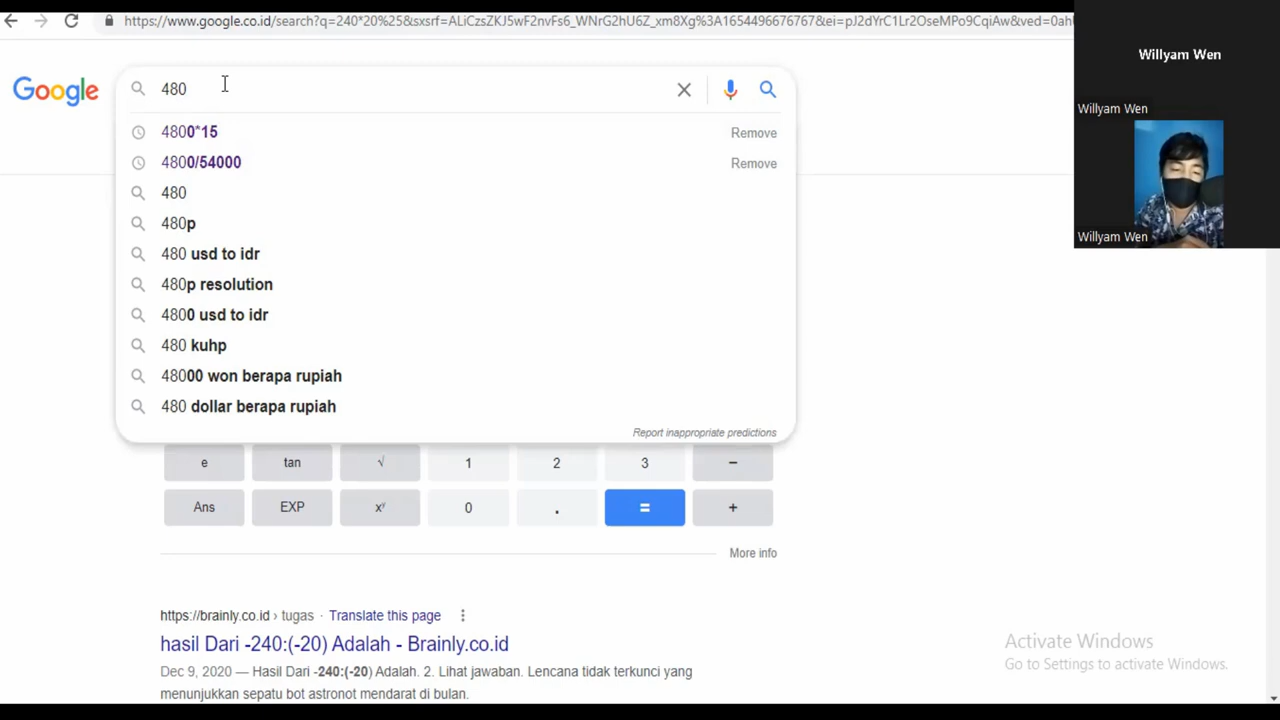 https://www.google.co.id/search?q=240*20%25&sxsrf=ALiCzsZKJ5wF2nvFs6_WNrG2hU6Z_xm8Xg%3A1654496676767&ei=pJ2dYrC1Lr2OseMPo9CqiAw&ved=0ahU
Willyam Wen
Google
480
Willyam Wen
4800*15 Remove
4800/54000 Remove
480
480p
Willyam Wen
480 usd to idr
480p resolution
4800 usd to idr
480 kuhp
48000 won berapa rupiah
480 dollar berapa rupiah
Report inappropriate predictions
e tan √ 1 2 3 −
Ans EXP xʸ 0 . = +
More info
https://brainly.co.id › tugas · Translate this page
hasil Dari -240:(-20) Adalah - Brainly.co.id
Dec 9, 2020 — Hasil Dari -240:(-20) Adalah. 2. Lihat jawaban. Lencana tidak terkunci yang
menunjukkan sepatu bot astronot mendarat di bulan.
Activate Windows
Go to Settings to activate Windows.